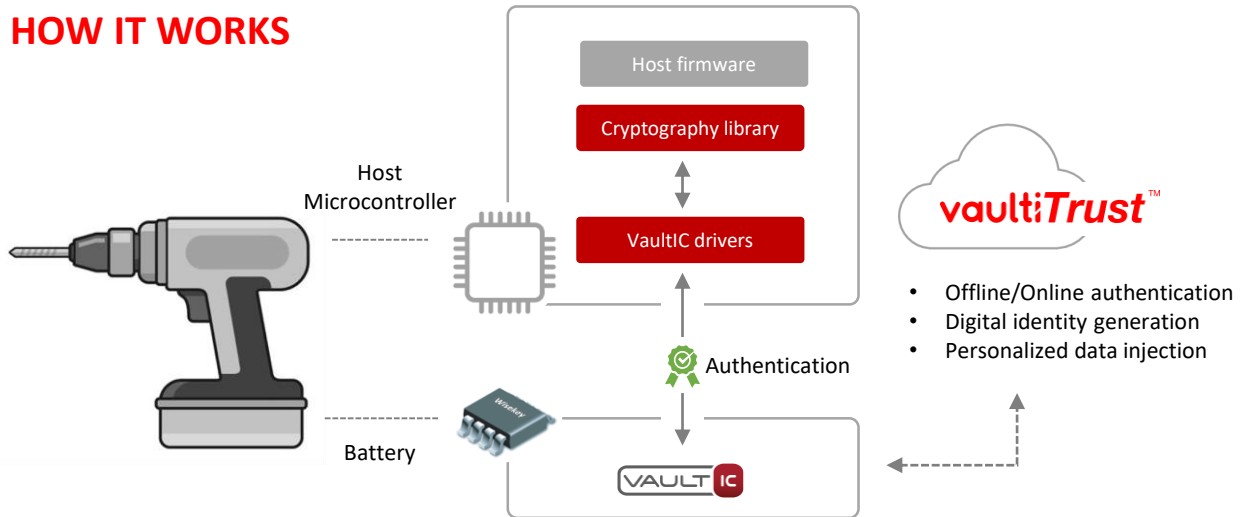 HOW IT WORKS
Host firmware
Cryptography library
Host
Microcontroller
VaultIC drivers
vaultiTrust™
• Offline/Online authentication
• Digital identity generation
• Personalized data injection
Authentication
Wisekey
Battery
VAULT IC